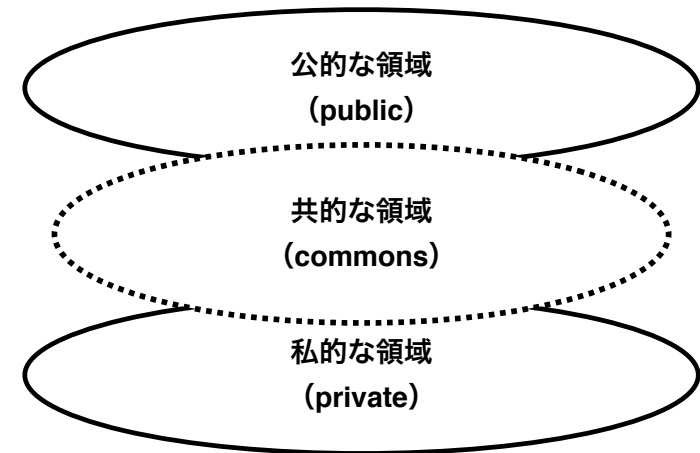 公的な領域
（public）
共的な領域
（commons）
私的な領域
（private）